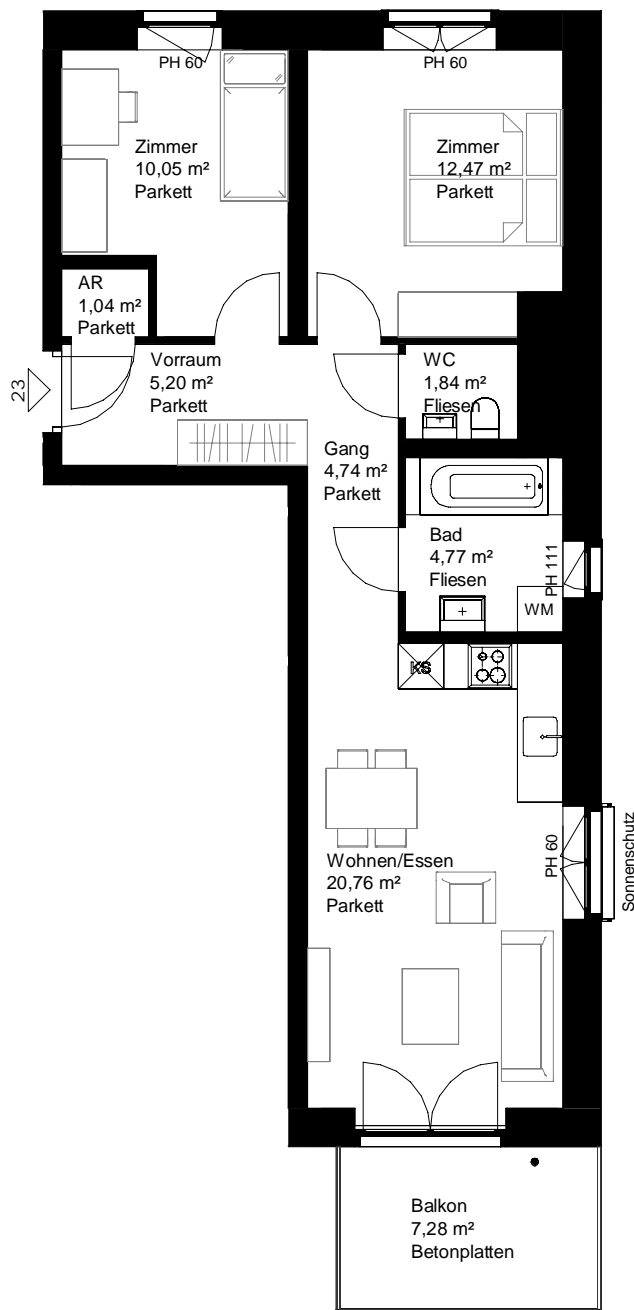 PH 60
PH 60
Zimmer
10,05 m²
Parkett
Zimmer
12,47 m²
Parkett
AR
1,04 m²
Parkett
23
Vorraum
5,20 m²
Parkett
WC
1,84 m²
Fliesen
Gang
4,74 m²
Parkett
Bad
4,77 m²
Fliesen
PH 111
WM
KS
Wohnen/Essen
20,76 m²
Parkett
PH 60
Sonnenschutz
Balkon
7,28 m²
Betonplatten